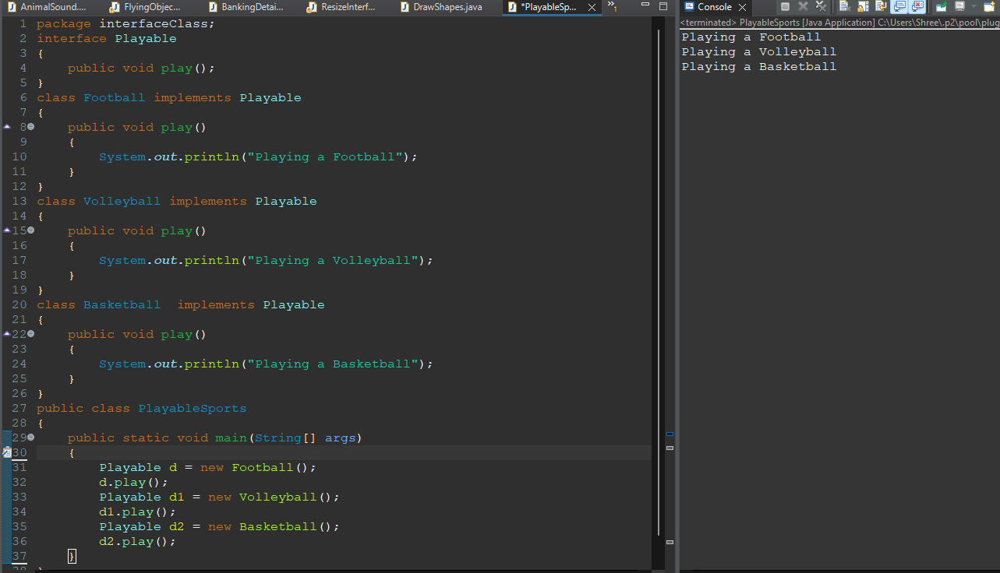 AnimalSound.... FlyingObjec... BankingDetai... ResizeInterf... DrawShapes.java *PlayableSp... »1
1 package interfaceClass;
2 interface Playable
3 {
4     public void play();
5 }
6 class Football implements Playable
7 {
8     public void play()
9     {
10         System.out.println("Playing a Football");
11     }
12 }
13 class Volleyball implements Playable
14 {
15     public void play()
16     {
17         System.out.println("Playing a Volleyball");
18     }
19 }
20 class Basketball  implements Playable
21 {
22     public void play()
23     {
24         System.out.println("Playing a Basketball");
25     }
26 }
27 public class PlayableSports
28 {
29     public static void main(String[] args)
30     {
31         Playable d = new Football();
32         d.play();
33         Playable d1 = new Volleyball();
34         d1.play();
35         Playable d2 = new Basketball();
36         d2.play();
37     }
38 }
Console
<terminated> PlayableSports [Java Application] C:\Users\Shree\.p2\pool\plug
Playing a Football
Playing a Volleyball
Playing a Basketball